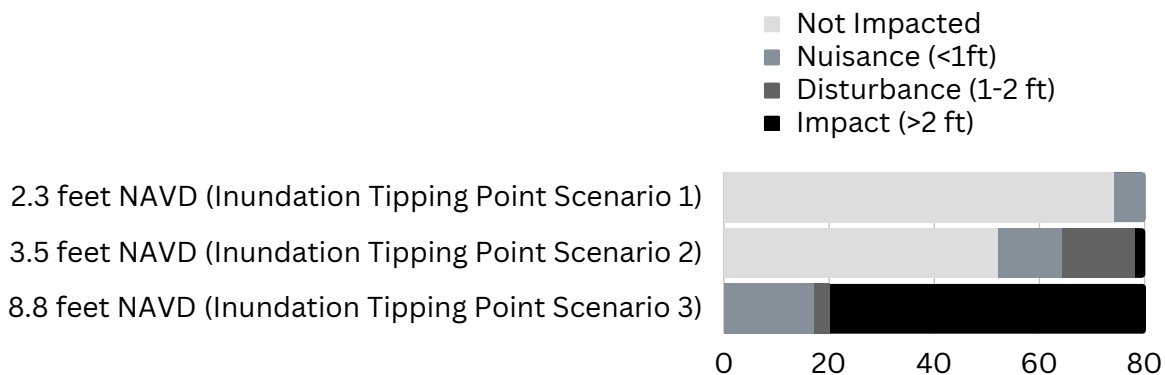 Not Impacted
Nuisance (<1ft)
Disturbance (1-2 ft)
Impact (>2 ft)
2.3 feet NAVD (Inundation Tipping Point Scenario 1)
3.5 feet NAVD (Inundation Tipping Point Scenario 2)
8.8 feet NAVD (Inundation Tipping Point Scenario 3)
0 20 40 60 80